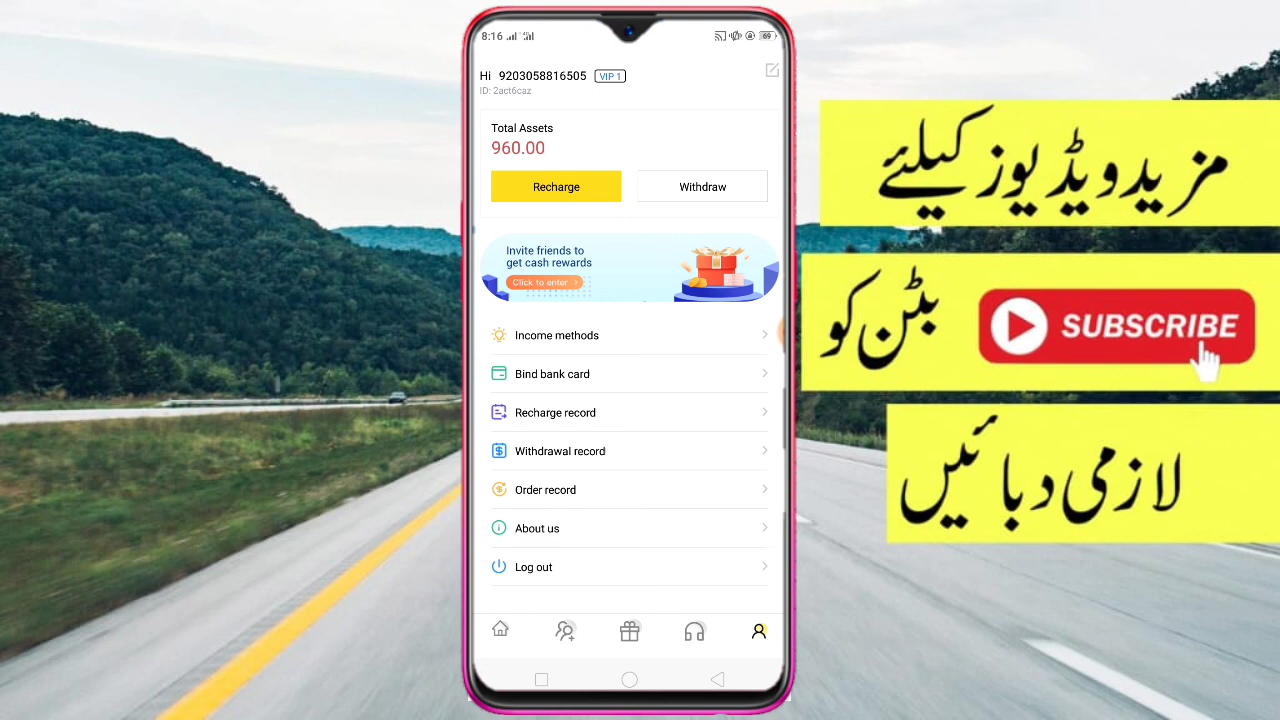 8:16
69
Hi 9203058816505 VIP 1
ID: 2act6caz
Total Assets
960.00
Recharge
Withdraw
Invite friends to
get cash rewards
Click to enter
Income methods
Bind bank card
Recharge record
Withdrawal record
Order record
About us
Log out
مزید ویڈیوز کیلئے
SUBSCRIBE بٹن کو
لازمی دبائیں